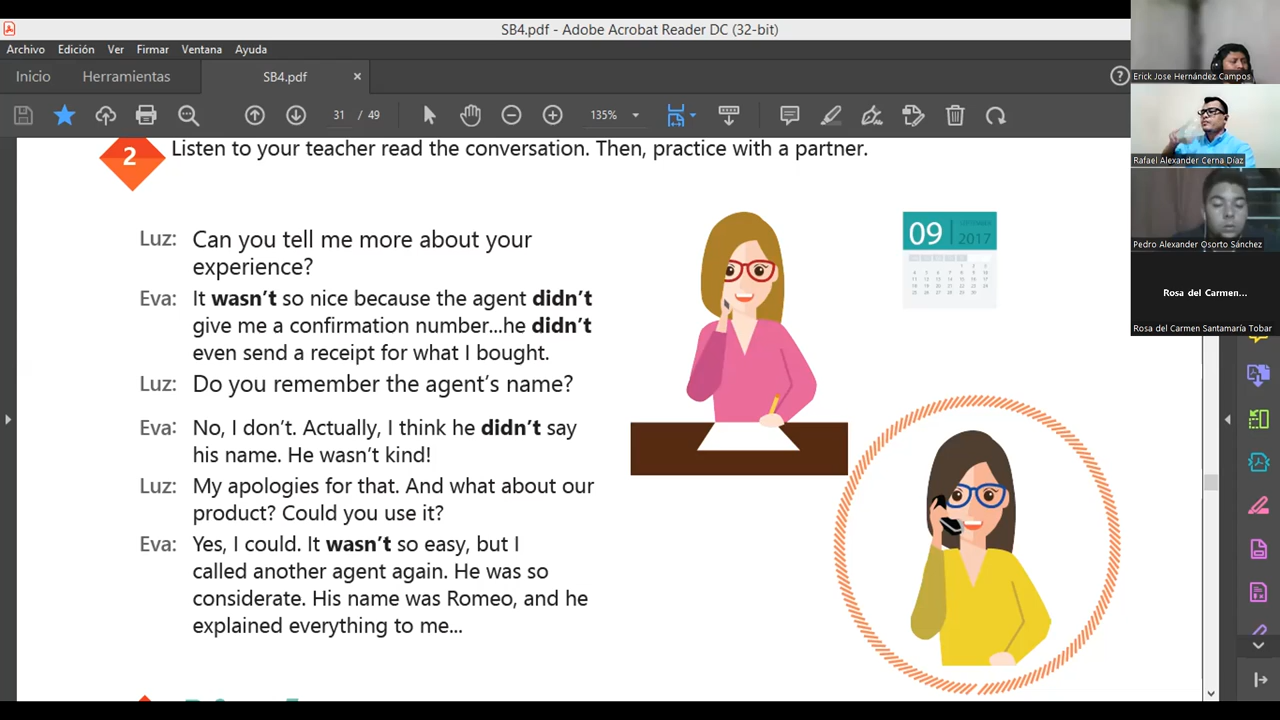 SB4.pdf - Adobe Acrobat Reader DC (32-bit)
Archivo Edición Ver Firmar Ventana Ayuda
Inicio Herramientas SB4.pdf ×
31 / 49 135%
2 Listen to your teacher read the conversation. Then, practice with a partner.
Luz: Can you tell me more about your
experience?
Eva: It wasn't so nice because the agent didn't
give me a confirmation number...he didn't
even send a receipt for what I bought.
Luz: Do you remember the agent's name?
Eva: No, I don't. Actually, I think he didn't say
his name. He wasn't kind!
Luz: My apologies for that. And what about our
product? Could you use it?
Eva: Yes, I could. It wasn't so easy, but I
called another agent again. He was so
considerate. His name was Romeo, and he
explained everything to me...
09
2017
Erick Jose Hernández Campos
Rafael Alexander Cerna Díaz
Pedro Alexander Osorto Sánchez
Rosa del Carmen...
Rosa del Carmen Santamaría Tobar